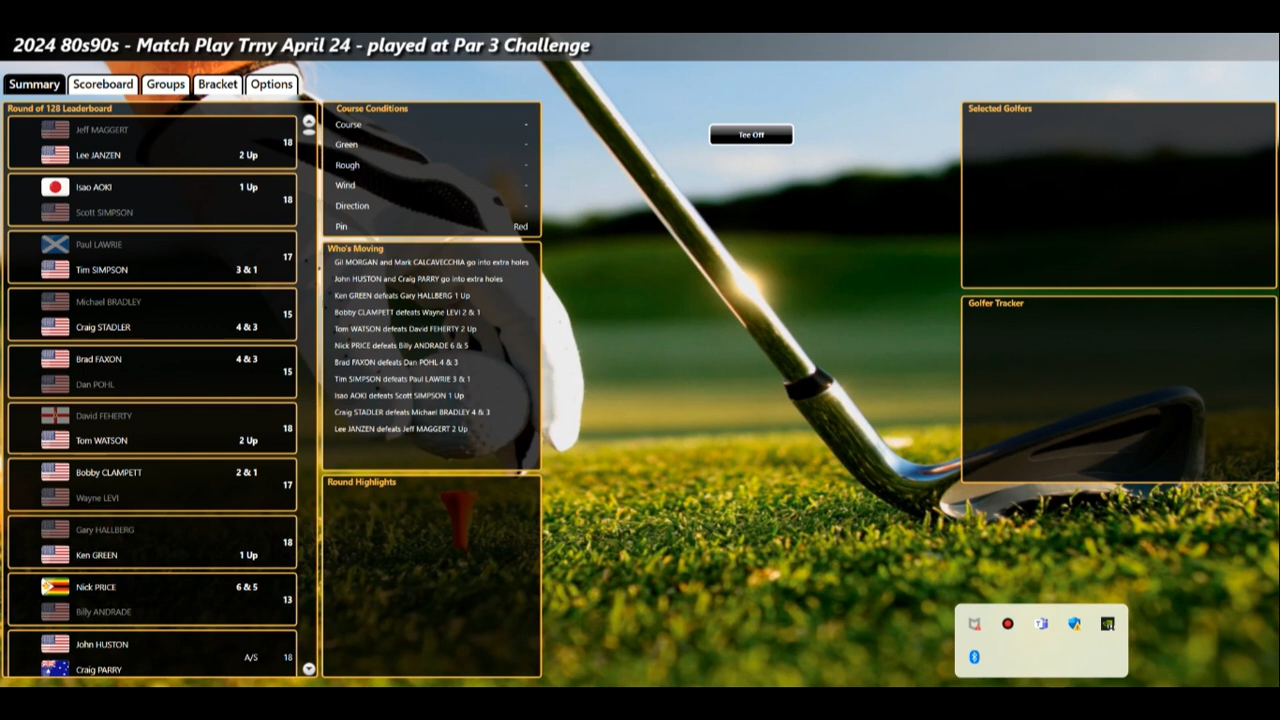 2024 80s90s - Match Play Trny April 24 - played at Par 3 Challenge
Summary Scoreboard Groups Bracket Options
Round of 128 Leaderboard
Jeff MAGGERT
18
Lee JANZEN 2 Up
Isao AOKI 1 Up
18
Scott SIMPSON
Paul LAWRIE
17
Tim SIMPSON 3 & 1
Michael BRADLEY
15
Craig STADLER 4 & 3
Brad FAXON 4 & 3
15
Dan POHL
David FEHERTY
18
Tom WATSON 2 Up
Bobby CLAMPETT 2 & 1
17
Wayne LEVI
Gary HALLBERG
18
Ken GREEN 1 Up
Nick PRICE 6 & 5
13
Billy ANDRADE
John HUSTON
A/S 18
Craig PARRY
Course Conditions
Course -
Green -
Rough -
Wind -
Direction -
Pin Red
Who's Moving
Gil MORGAN and Mark CALCAVECCHIA go into extra holes
John HUSTON and Craig PARRY go into extra holes
Ken GREEN defeats Gary HALLBERG 1 Up
Bobby CLAMPETT defeats Wayne LEVI 2 & 1
Tom WATSON defeats David FEHERTY 2 Up
Nick PRICE defeats Billy ANDRADE 6 & 5
Brad FAXON defeats Dan POHL 4 & 3
Tim SIMPSON defeats Paul LAWRIE 3 & 1
Isao AOKI defeats Scott SIMPSON 1 Up
Craig STADLER defeats Michael BRADLEY 4 & 3
Lee JANZEN defeats Jeff MAGGERT 2 Up
Round Highlights
Tee Off
Selected Golfers
Golfer Tracker